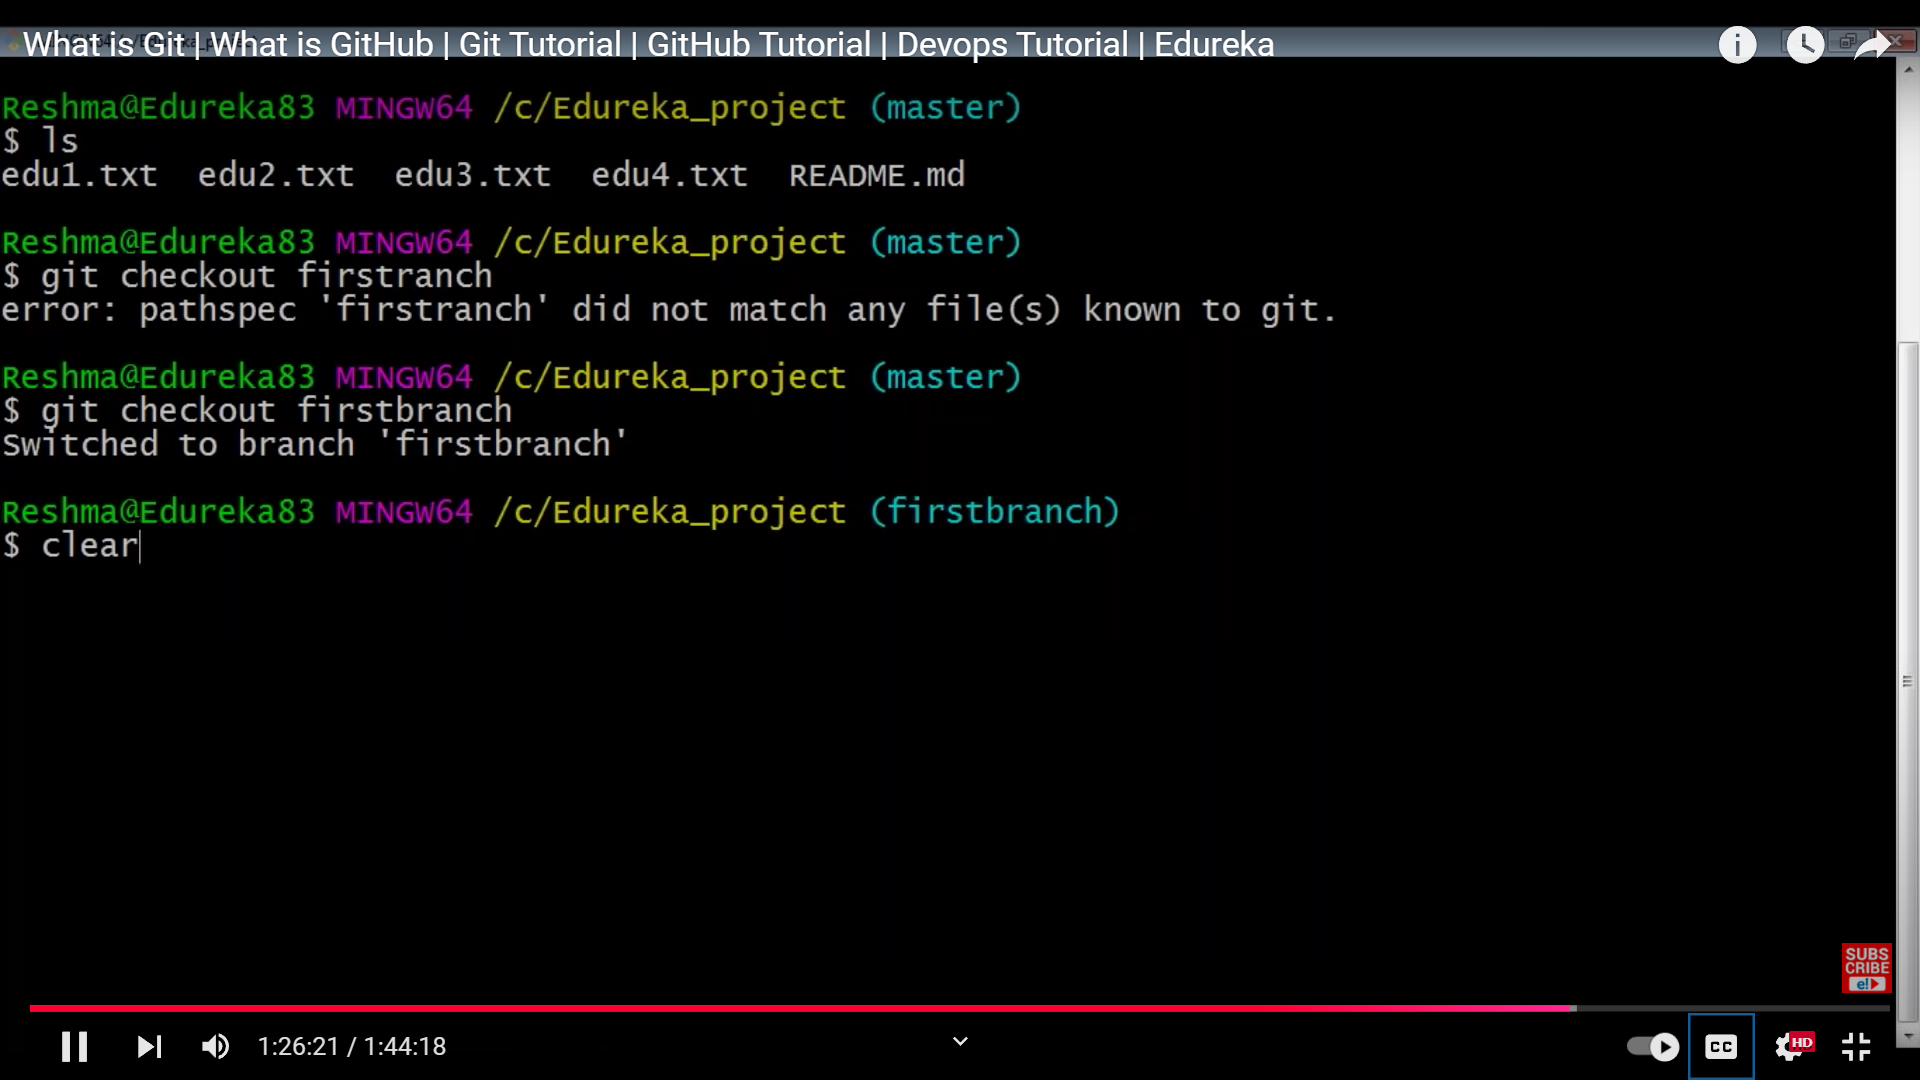 What is Git | What is GitHub | Git Tutorial | GitHub Tutorial | Devops Tutorial | Edureka
Reshma@Edureka83 MINGW64 /c/Edureka_project (master)
$ ls
edu1.txt  edu2.txt  edu3.txt  edu4.txt  README.md
Reshma@Edureka83 MINGW64 /c/Edureka_project (master)
$ git checkout firstranch
error: pathspec 'firstranch' did not match any file(s) known to git.
Reshma@Edureka83 MINGW64 /c/Edureka_project (master)
$ git checkout firstbranch
Switched to branch 'firstbranch'
Reshma@Edureka83 MINGW64 /c/Edureka_project (firstbranch)
$ clear
SUBS
CRIBE
e!
1:26:21 / 1:44:18
CC
HD